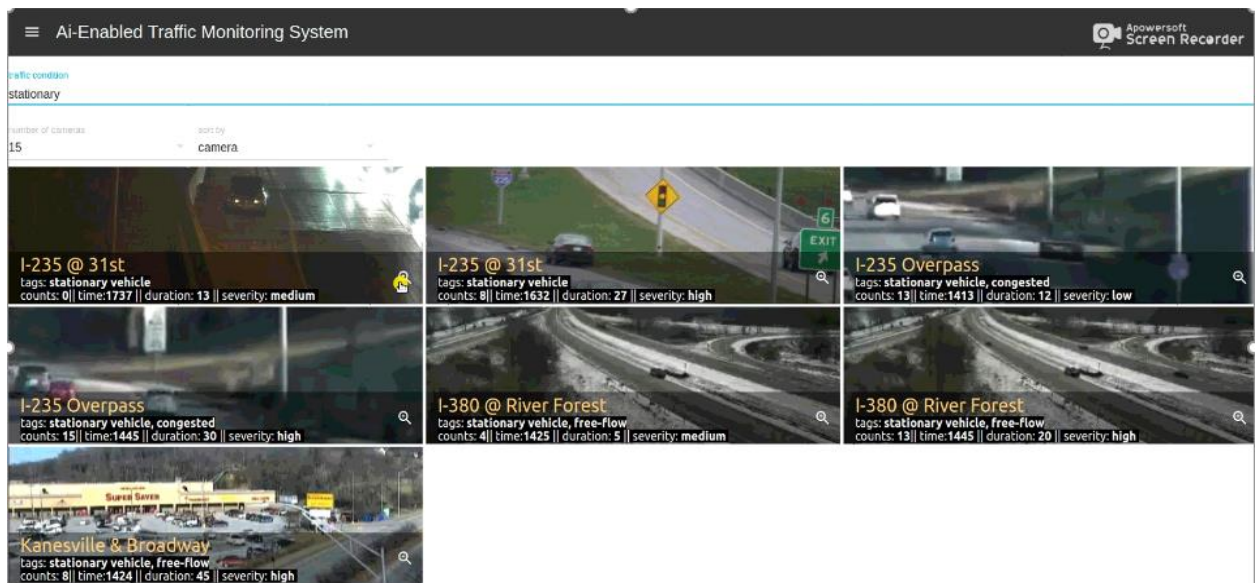 Ai-Enabled Traffic Monitoring System
Apowersoft
Screen Recorder
traffic condition
stationary
number of cameras
sort by
15
camera
I-235 @ 31st
tags: stationary vehicle
counts: 0|| time:1737 || duration: 13 || severity: medium
225
6
EXIT
I-235 @ 31st
tags: stationary vehicle
counts: 8|| time:1632 || duration: 27 || severity: high
I-235 Overpass
tags: stationary vehicle, congested
counts: 13|| time:1413 || duration: 12 || severity: low
I-235 Overpass
tags: stationary vehicle, congested
counts: 15|| time:1445 || duration: 30 || severity: high
I-380 @ River Forest
tags: stationary vehicle, free-flow
counts: 4|| time:1425 || duration: 5 || severity: medium
I-380 @ River Forest
tags: stationary vehicle, free-flow
counts: 13|| time:1445 || duration: 20 || severity: high
SUPER SAVER
Kanesville & Broadway
tags: stationary vehicle, free-flow
counts: 8|| time:1424 || duration: 45 || severity: high